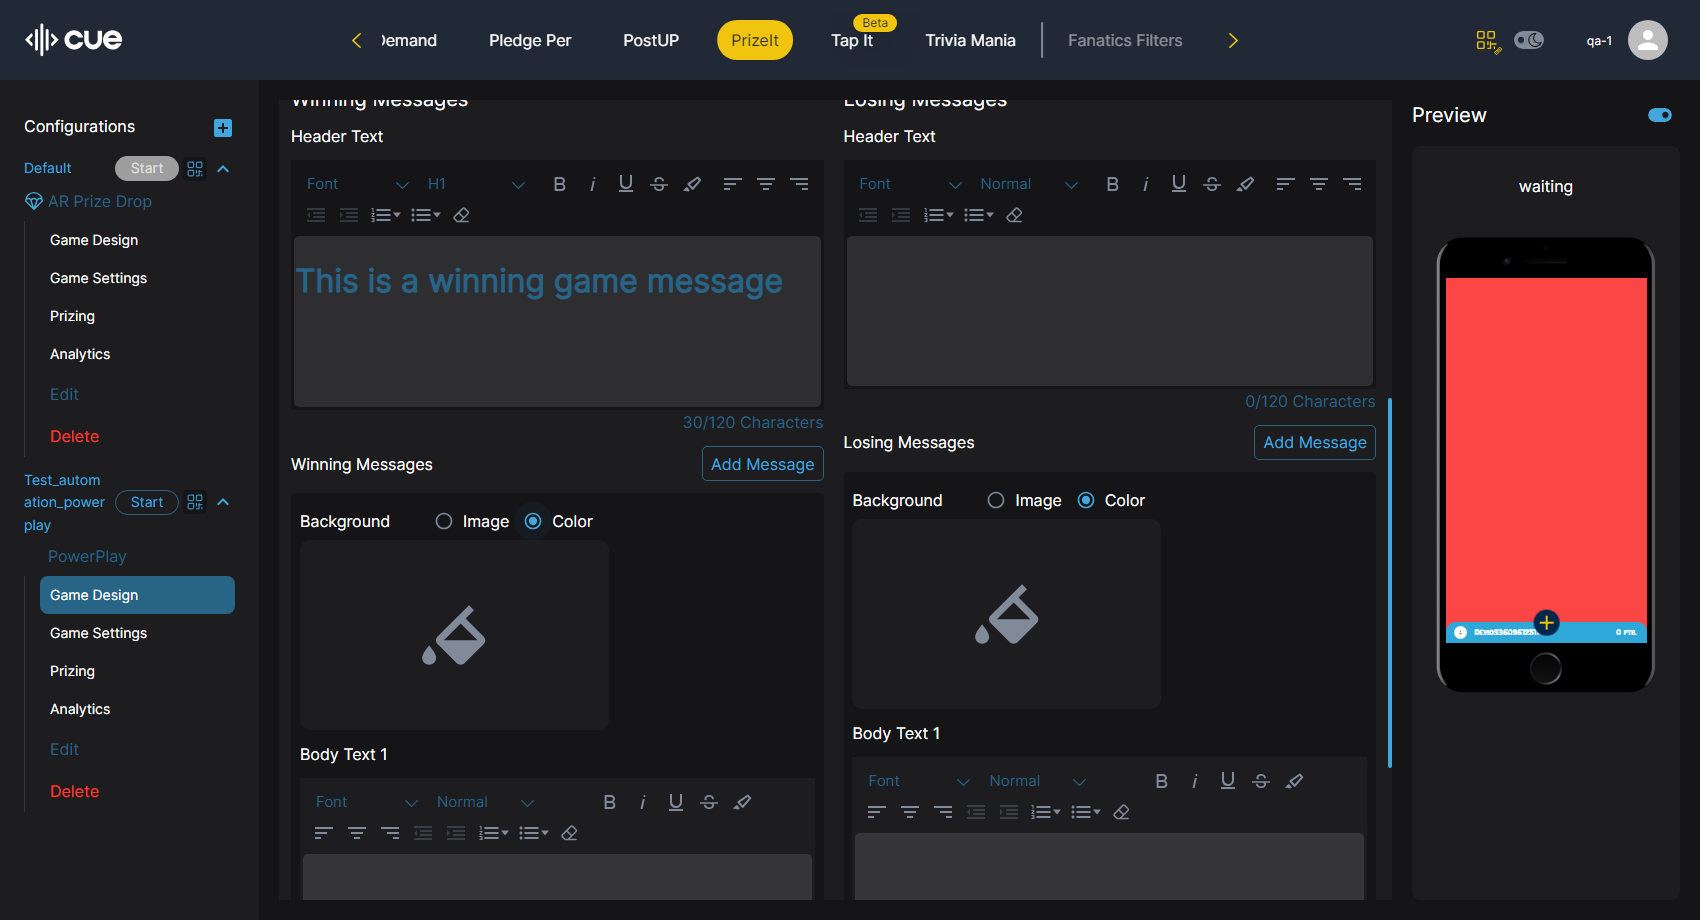 cue
Demand
Pledge Per
PostUP
PrizeIt
Beta
Tap It
Trivia Mania
Fanatics Filters
qa-1
Configurations
Default
Start
AR Prize Drop
Game Design
Game Settings
Prizing
Analytics
Edit
Delete
Test_autom
ation_power
play
Start
PowerPlay
Game Design
Game Settings
Prizing
Analytics
Edit
Delete
Winning Messages
Header Text
Font
H1
This is a winning game message
30/120 Characters
Winning Messages
Add Message
Background
Image
Color
Body Text 1
Font
Normal
Losing Messages
Header Text
Font
Normal
0/120 Characters
Losing Messages
Add Message
Background
Image
Color
Body Text 1
Font
Normal
Preview
waiting
0 PTS.